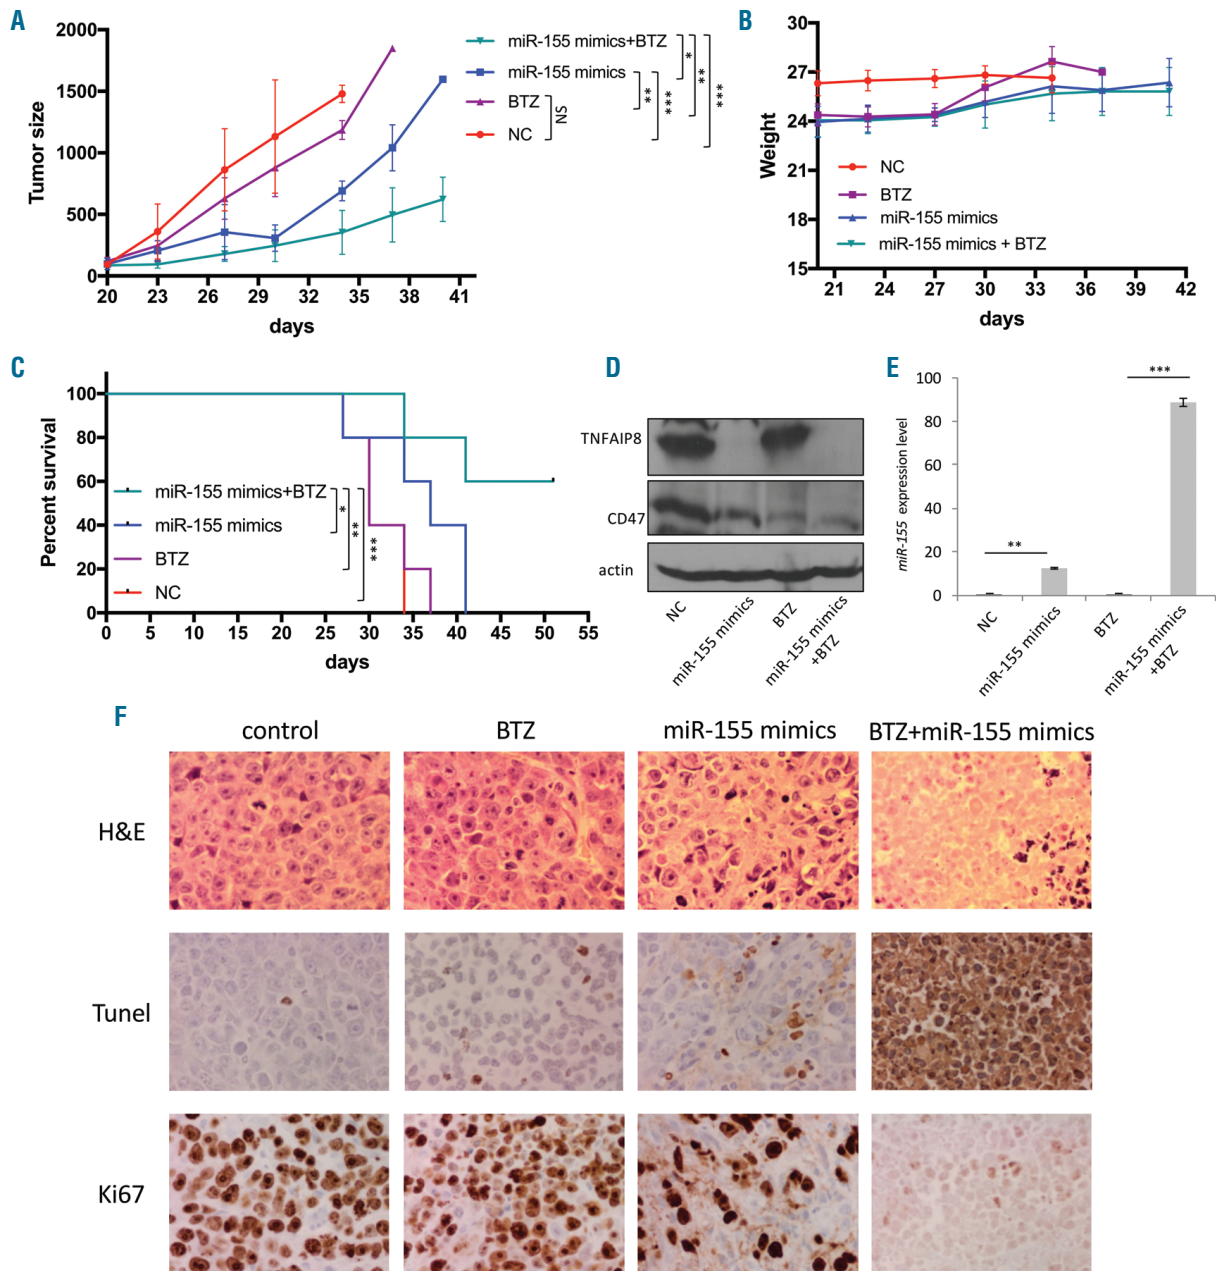 A
Tumor size
2000
1500
1000
500
0
20 23 26 29 32 35 38 41
days
miR-155 mimics+BTZ
miR-155 mimics
BTZ
NC
NS
*
**
***
**
***
B
Weight
30
27
24
21
18
15
21 24 27 30 33 36 39 42
days
NC
BTZ
miR-155 mimics
miR-155 mimics + BTZ
C
Percent survival
100
80
60
40
20
0
0 5 10 15 20 25 30 35 40 45 50 55
days
miR-155 mimics+BTZ
miR-155 mimics
BTZ
NC
*
**
***
D
TNFAIP8
CD47
actin
NC
miR-155 mimics
BTZ
miR-155 mimics
+BTZ
E
miR-155 expression level
100
80
60
40
20
0
**
***
NC
miR-155 mimics
BTZ
miR-155 mimics
+BTZ
F
control BTZ miR-155 mimics BTZ+miR-155 mimics
H&E
Tunel
Ki67